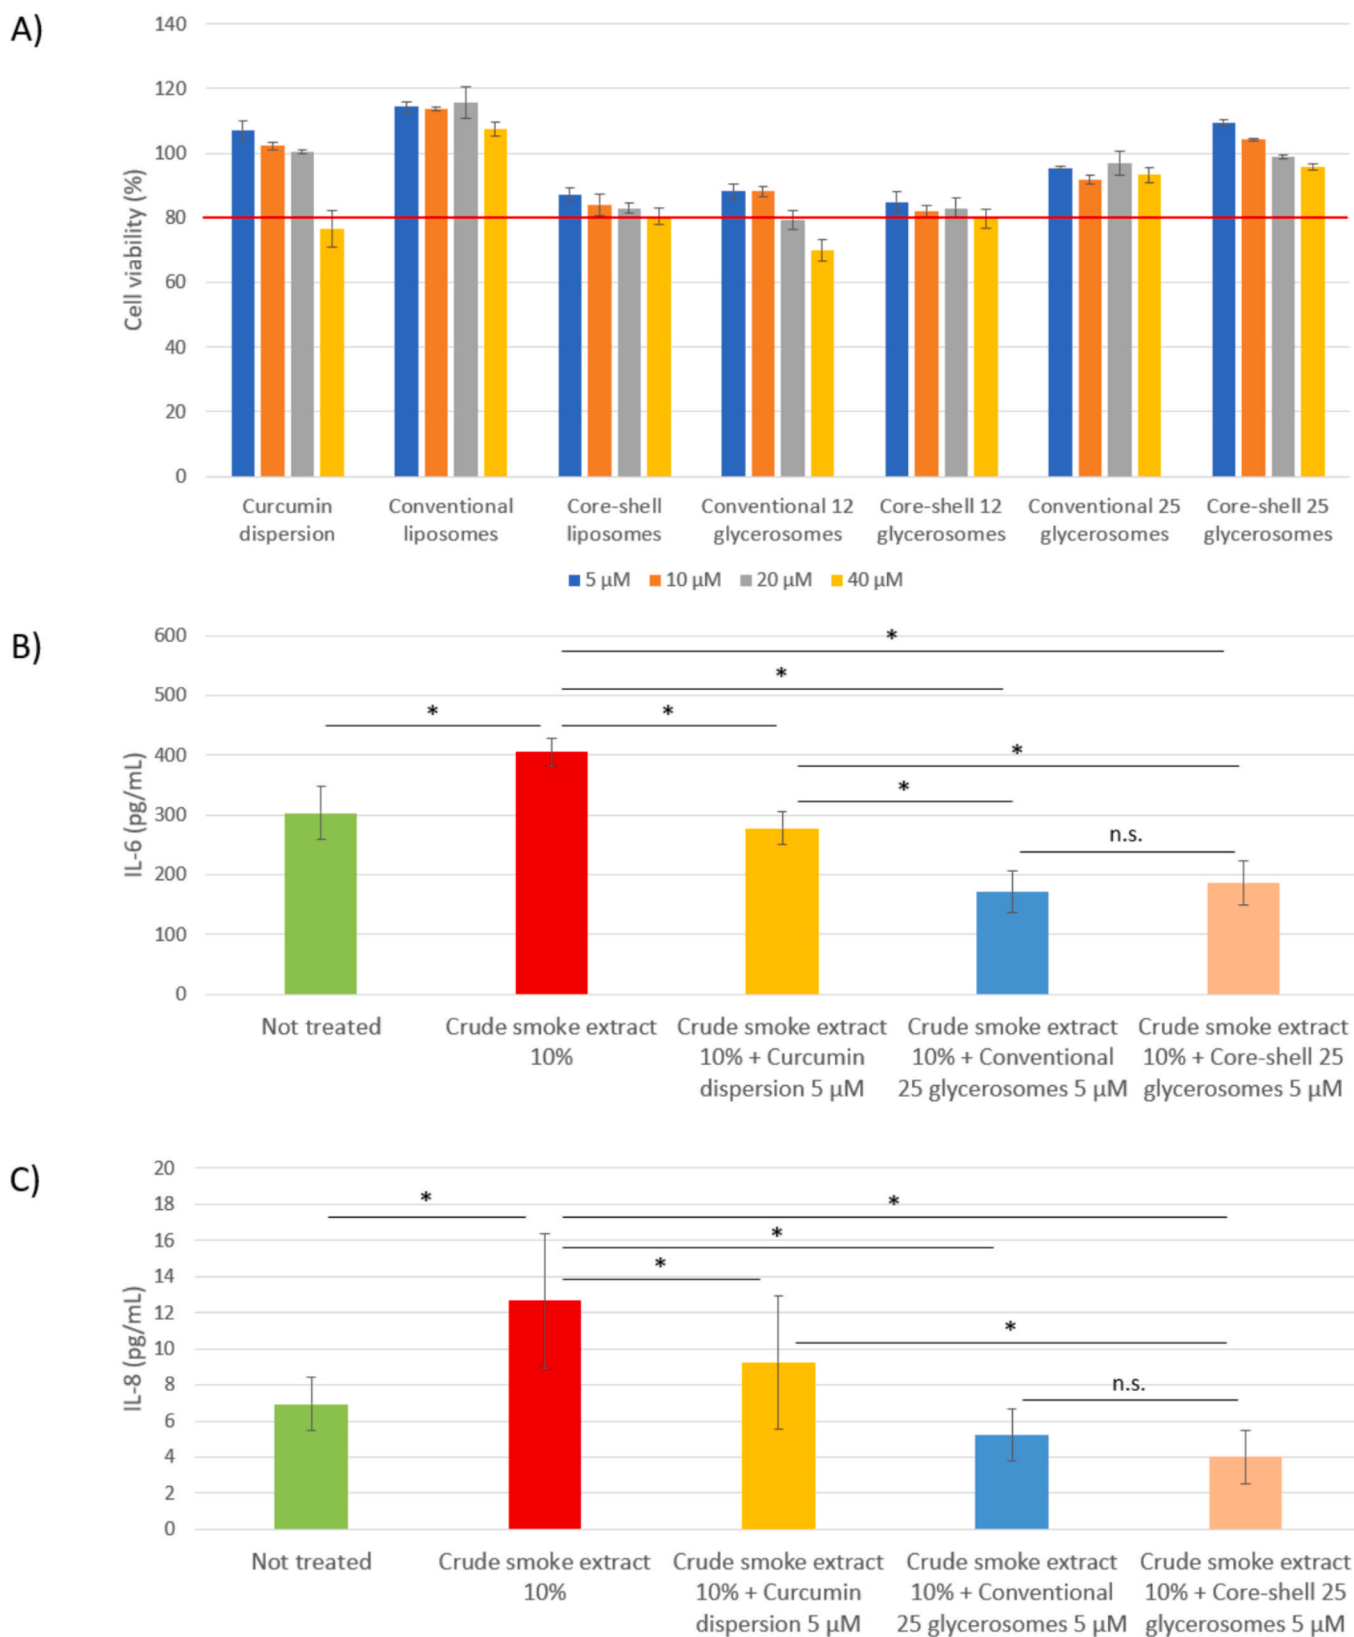 A)
140
120
100
80
60
40
20
0
Cell viability (%)
Curcumin dispersion
Conventional liposomes
Core-shell liposomes
Conventional 12 glycerosomes
Core-shell 12 glycerosomes
Conventional 25 glycerosomes
Core-shell 25 glycerosomes
5 µM 10 µM 20 µM 40 µM
B)
600
500
400
300
200
100
0
IL-6 (pg/mL)
*
*
*
*
*
*
n.s.
Not treated
Crude smoke extract
10%
Crude smoke extract
10% + Curcumin
dispersion 5 µM
Crude smoke extract
10% + Conventional
25 glycerosomes 5 µM
Crude smoke extract
10% + Core-shell 25
glycerosomes 5 µM
C)
20
18
16
14
12
10
8
6
4
2
0
IL-8 (pg/mL)
*
*
*
*
*
n.s.
Not treated
Crude smoke extract
10%
Crude smoke extract
10% + Curcumin
dispersion 5 µM
Crude smoke extract
10% + Conventional
25 glycerosomes 5 µM
Crude smoke extract
10% + Core-shell 25
glycerosomes 5 µM